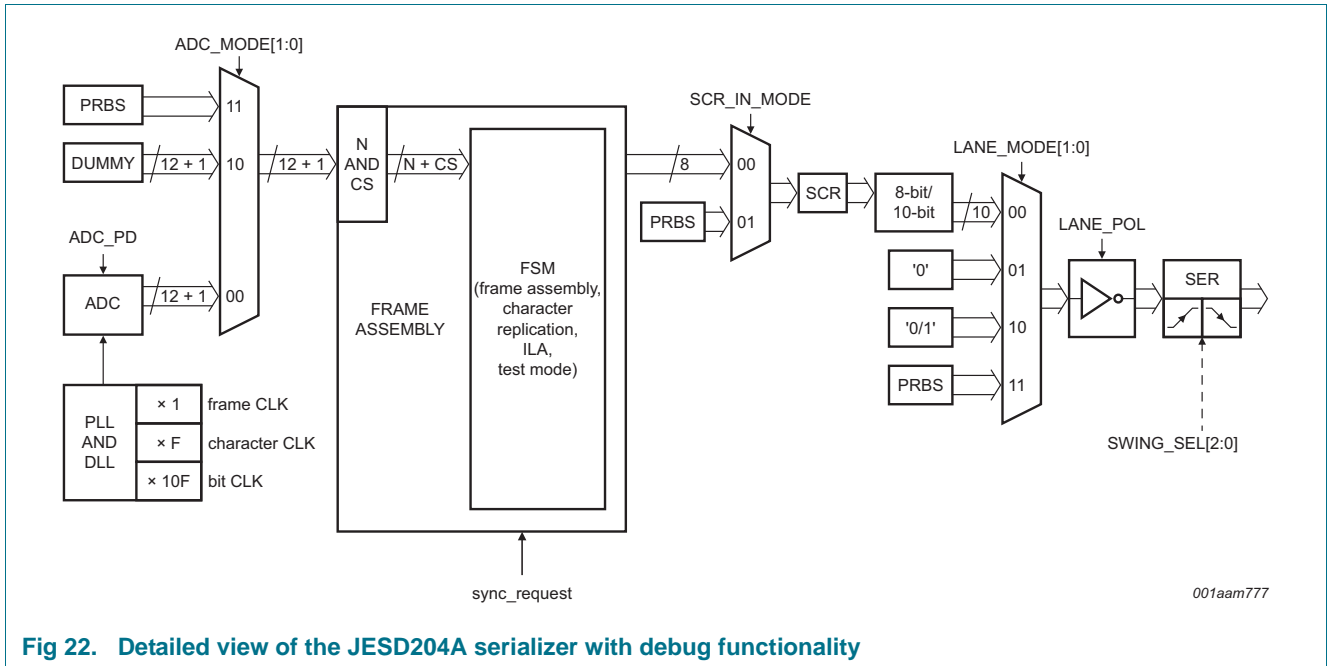 ADC_MODE[1:0]
PRBS
11
DUMMY
12 + 1
10
12 + 1
ADC_PD
ADC
12 + 1
00
PLL
AND
DLL
× 1
frame CLK
× F
character CLK
× 10F
bit CLK
N
AND
CS
N + CS
FRAME
ASSEMBLY
FSM
(frame assembly,
character
replication,
ILA,
test mode)
sync_request
SCR_IN_MODE
8
00
PRBS
01
SCR
8-bit/
10-bit
10
LANE_MODE[1:0]
00
'0'
01
'0/1'
10
PRBS
11
LANE_POL
SER
SWING_SEL[2:0]
001aam777
Fig 22. Detailed view of the JESD204A serializer with debug functionality